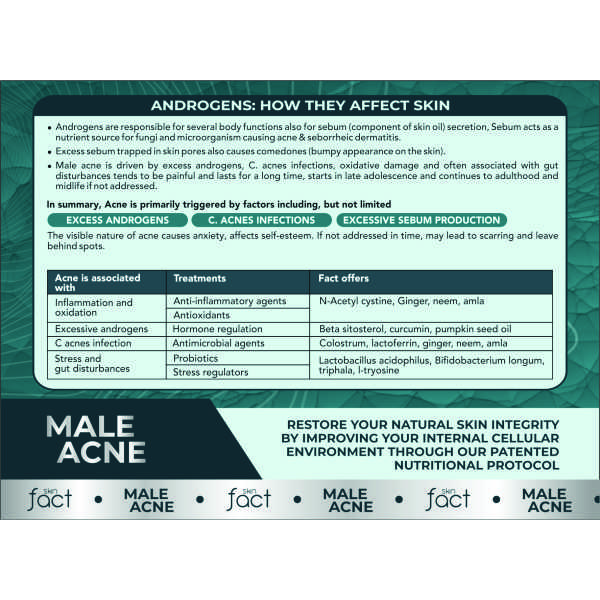 ANDROGENS: HOW THEY AFFECT SKIN
• Androgens are responsible for several body functions also for sebum (component of skin oil) secretion, Sebum acts as a
nutrient source for fungi and microorganism causing acne & seborrheic dermatitis.
• Excess sebum trapped in skin pores also causes comedones (bumpy appearance on the skin).
• Male acne is driven by excess androgens, C. acnes infections, oxidative damage and often associated with gut
disturbances tends to be painful and lasts for a long time, starts in late adolescence and continues to adulthood and
midlife if not addressed.
In summary, Acne is primarily triggered by factors including, but not limited
EXCESS ANDROGENS C. ACNES INFECTIONS EXCESSIVE SEBUM PRODUCTION
The visible nature of acne causes anxiety, affects self-esteem. If not addressed in time, may lead to scarring and leave
behind spots.
Acne is associated with Treatments Fact offers
Inflammation and oxidation Anti-inflammatory agents N-Acetyl cystine, Ginger, neem, amla
Antioxidants
Excessive androgens Hormone regulation Beta sitosterol, curcumin, pumpkin seed oil
C acnes infection Antimicrobial agents Colostrum, lactoferrin, ginger, neem, amla
Stress and gut disturbances Probiotics Lactobacillus acidophilus, Bifidobacterium longum,
Stress regulators triphala, l-tryosine
MALE
ACNE
RESTORE YOUR NATURAL SKIN INTEGRITY
BY IMPROVING YOUR INTERNAL CELLULAR
ENVIRONMENT THROUGH OUR PATENTED
NUTRITIONAL PROTOCOL
skin fact • MALE ACNE • skin fact • MALE ACNE • skin fact • MALE ACNE •